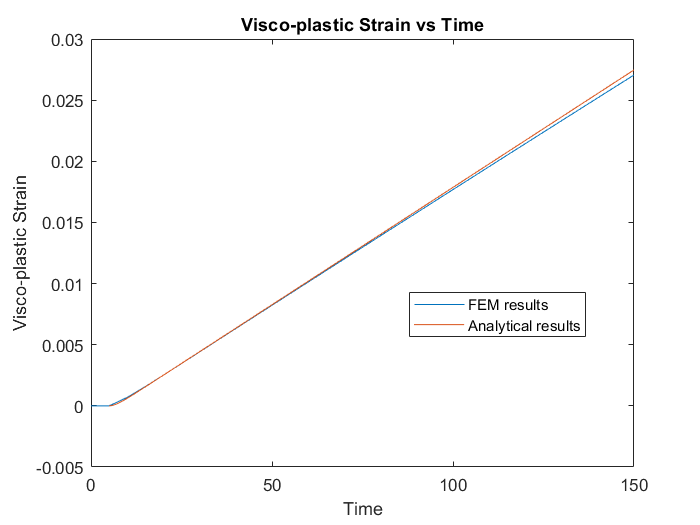 Visco-plastic Strain vs Time
0.03
0.025
0.02
0.015
0.01
0.005
0
-0.005
Visco-plastic Strain
FEM results
Analytical results
0
50
100
150
Time